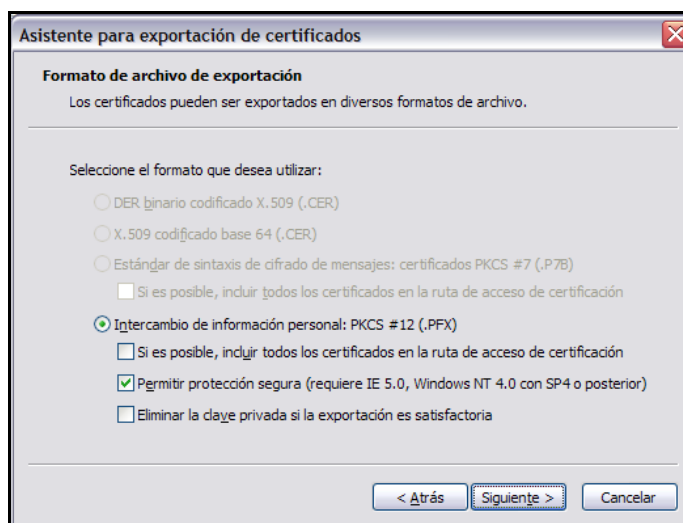 Asistente para exportación de certificados
Formato de archivo de exportación
Los certificados pueden ser exportados en diversos formatos de archivo.
Seleccione el formato que desea utilizar:
DER binario codificado X.509 (.CER)
X.509 codificado base 64 (.CER)
Estándar de sintaxis de cifrado de mensajes: certificados PKCS #7 (.P7B)
Si es posible, incluir todos los certificados en la ruta de acceso de certificación
Intercambio de información personal: PKCS #12 (.PFX)
Si es posible, incluir todos los certificados en la ruta de acceso de certificación
Permitir protección segura (requiere IE 5.0, Windows NT 4.0 con SP4 o posterior)
Eliminar la clave privada si la exportación es satisfactoria
< Atrás Siguiente > Cancelar